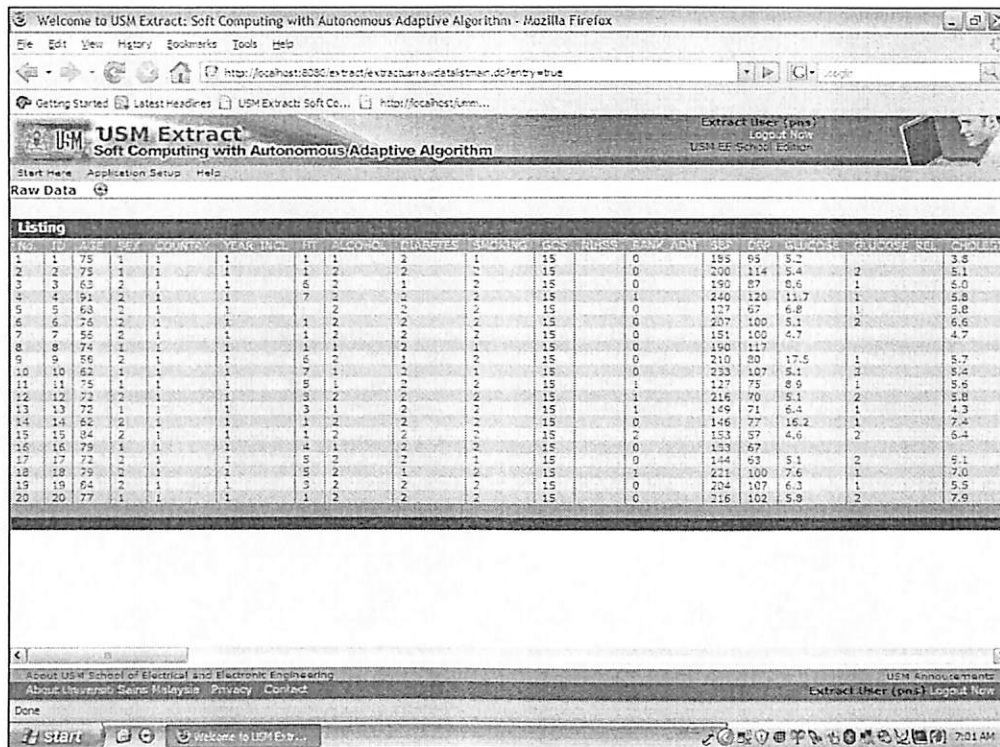 Welcome to USM Extract: Soft Computing with Autonomous Adaptive Algorithm - Mozilla Firefox
File Edit View History Bookmarks Tools Help
http://localhost:8080/extract/extractusrrawdatalistmain.do?entry=true
Getting Started Latest Headlines USM Extract: Soft Co... http://localhost/umm...
USM USM Extract
Soft Computing with Autonomous/Adaptive Algorithm
Extract User (pns)
Logout Now
USM EE School Edition
Start Here Application Setup Help
Raw Data
Listing
No. ID AGE SEX COUNTRY YEAR_INCL ALCOHOL DIABETES SMOKING GCS NIHSS RANK_ADM SBP DBP GLUCOSE GLUCOSE_REL
1 1 75 1 1 1 1 1 2 1 15 0 185 95 5.2 3.8
2 2 75 1 1 1 1 2 2 2 15 0 200 114 5.4 2 5.1
3 3 63 2 1 1 6 2 1 2 15 0 190 87 8.6 1 6.0
4 4 91 2 1 1 7 2 2 2 15 1 240 120 11.7 1 5.8
5 5 68 2 1 1 2 2 2 15 0 127 67 6.8 1 5.8
6 6 76 2 1 1 1 2 2 2 15 0 207 100 5.1 2 6.6
7 7 55 2 1 1 15 0 151 100
8 8 74 1 1 1 15 0 190 117
9 9 56 2 1 1 6 2 1 2 15 0 210 80 17.5 1 5.7
10 10 62 1 1 1 7 1 2 15 0 233 107 5.1 2 5.4
11 11 75 1 1 1 5 1 2 2 15 1 127 75 8.9 1 5.6
12 12 72 2 1 1 3 2 2 2 15 1 216 70 5.1 2 5.8
13 13 72 1 1 1 3 1 2 2 15 1 149 71 6.4 1 4.3
14 14 62 2 1 1 1 2 2 2 15 0 146 77 16.2 1 7.4
15 15 84 2 1 1 1 2 2 2 15 2 153 57 4.6 2 6.4
16 16 79 1 1 1 4 1 2 2 15 0 133 67
17 17 72 2 1 1 5 2 2 2 15 0 144 63 5.1 2 5.1
18 18 79 2 1 1 5 2 1 2 15 1 221 100 7.6 1 7.0
19 19 64 2 1 1 3 2 2 2 15 0 204 107 6.3 1 5.5
20 20 77 1 1 1 1 2 2 2 15 0 216 102 5.8 2 7.9
About USM School of Electrical and Electronic Engineering USM Announcements
About Universiti Sains Malaysia Privacy Contact Extract User (pns) Logout Now
Done
start Welcome to USM Extr... 7:01 AM